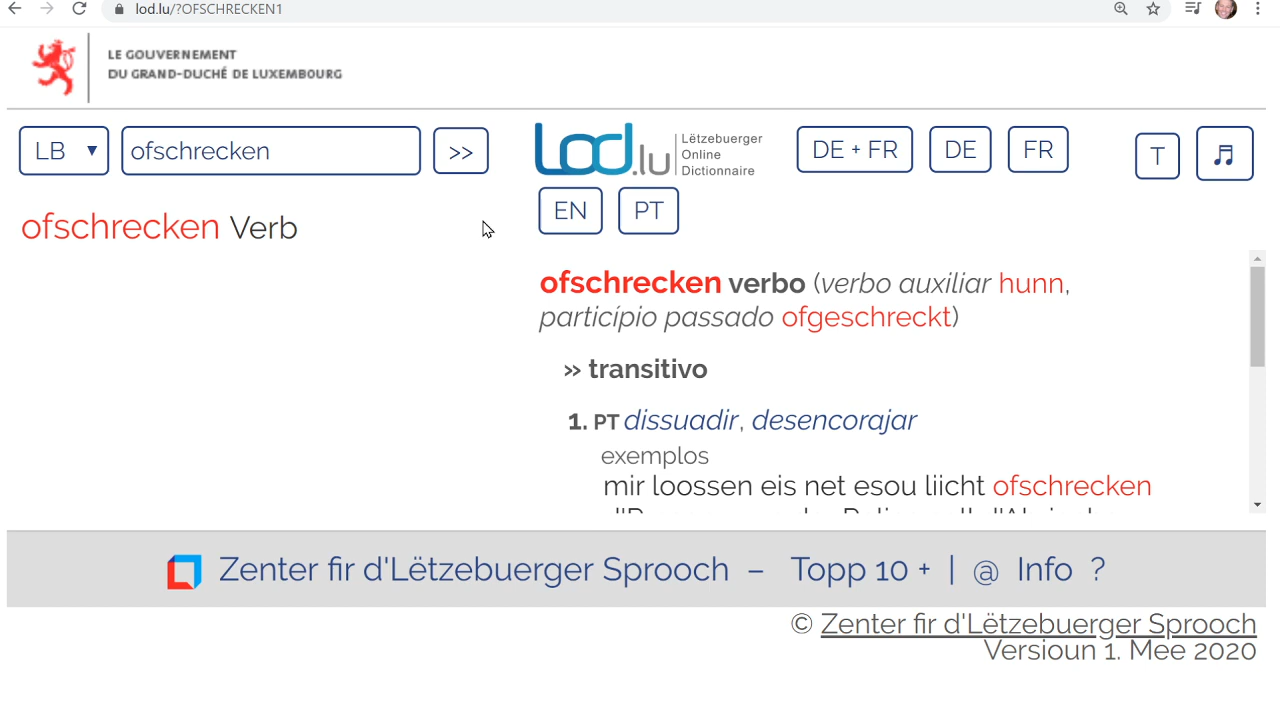 lod.lu/?OFSCHRECKEN1
LE GOUVERNEMENT
DU GRAND-DUCHÉ DE LUXEMBOURG
LB ▼ ofschrecken >>
Lod.lu
Lëtzebuerger
Online
Dictionnaire
DE + FR DE FR T
EN PT
ofschrecken Verb
ofschrecken verbo (verbo auxiliar hunn,
particípio passado ofgeschreckt)
» transitivo
1. PT dissuadir, desencorajar
exemplos
mir loossen eis net esou liicht ofschrecken
Zenter fir d'Lëtzebuerger Sprooch – Topp 10 + | @ Info ?
© Zenter fir d'Lëtzebuerger Sprooch
Versioun 1. Mee 2020